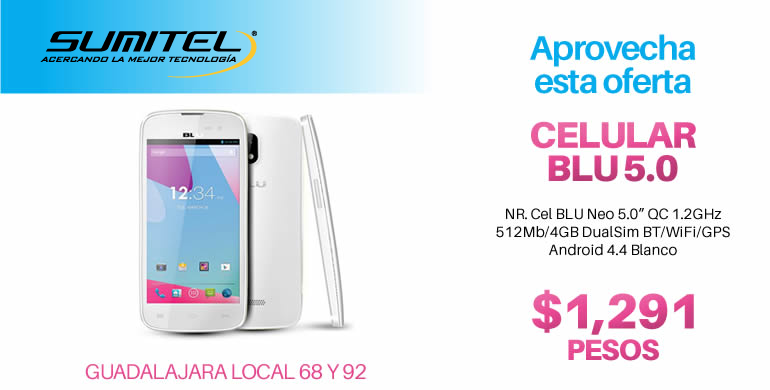 SUMITEL®
ACERCANDO LA MEJOR TECNOLOGÍA
Aprovecha
esta oferta
CELULAR
BLU 5.0
NR. Cel BLU Neo 5.0” QC 1.2GHz
512Mb/4GB DualSim BT/WiFi/GPS
Android 4.4 Blanco
$1,291
PESOS
BLU
12:34
GUADALAJARA LOCAL 68 Y 92